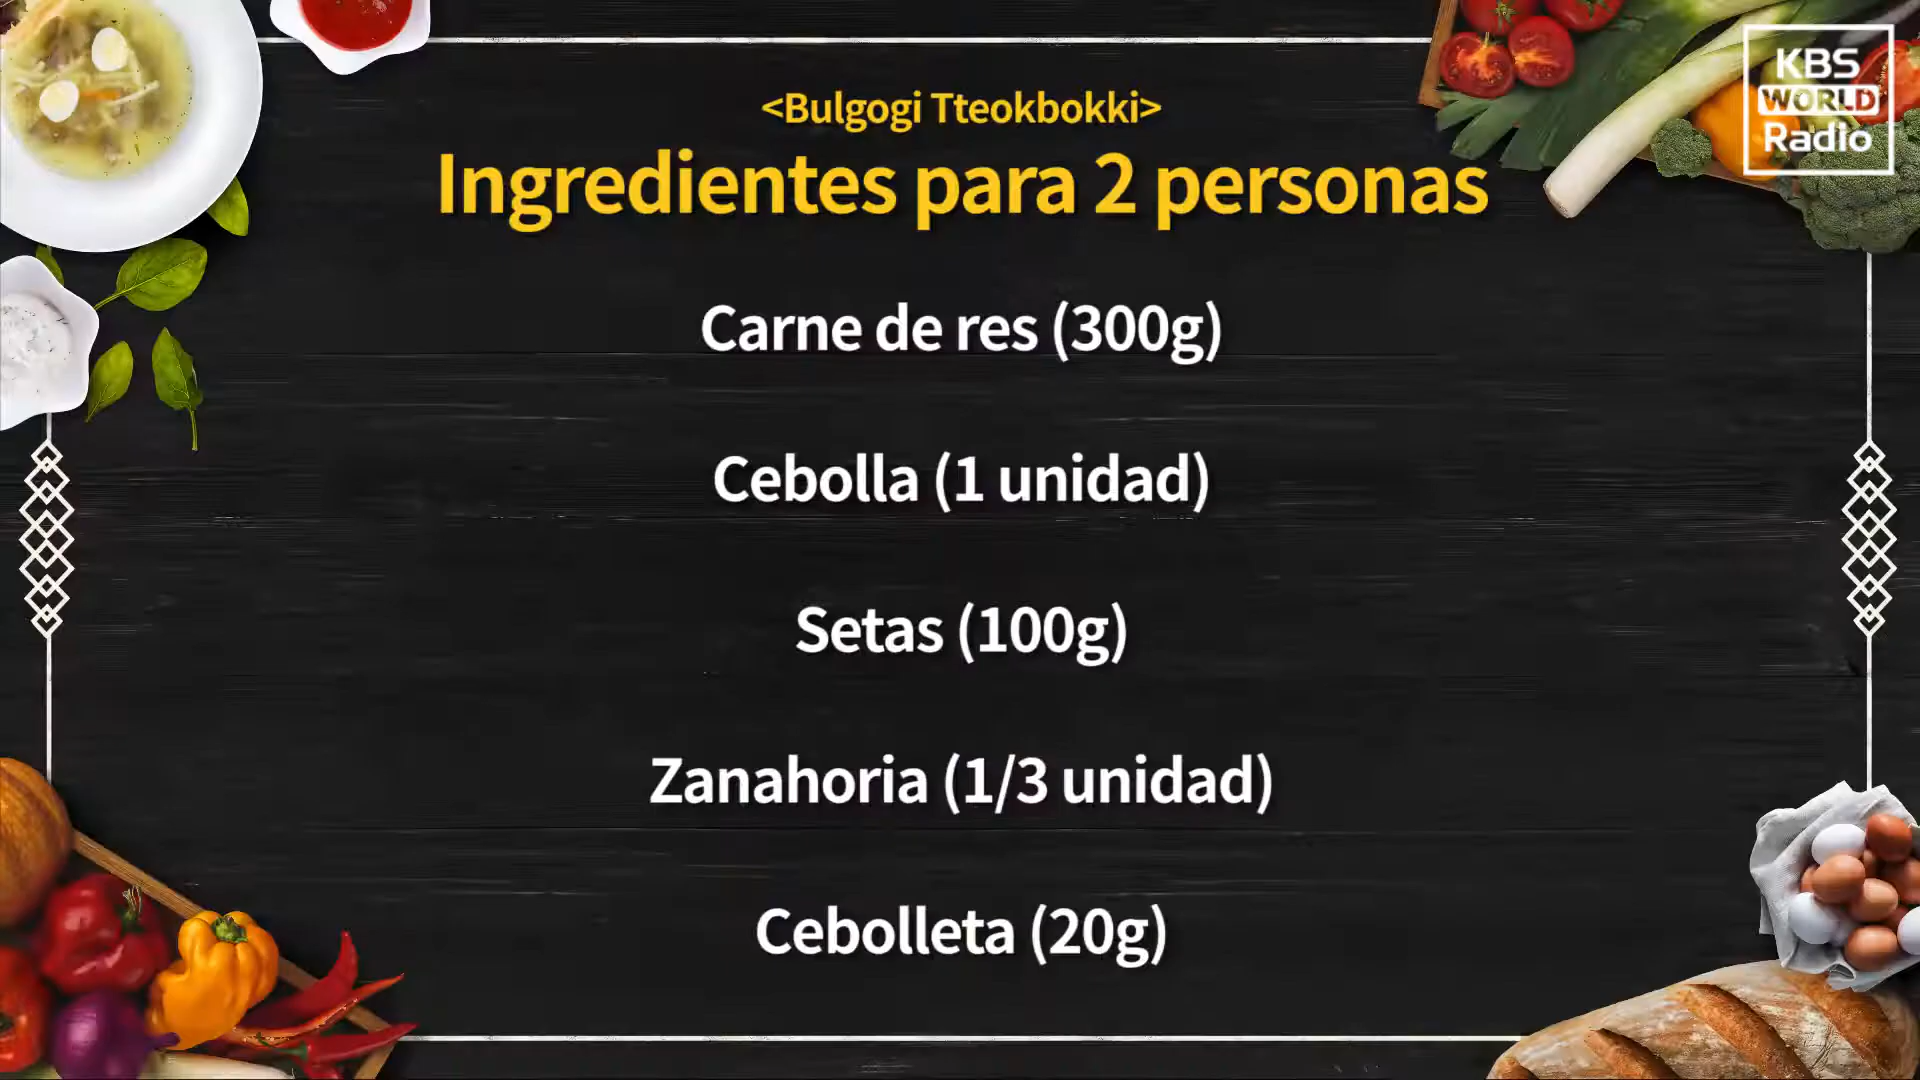 <Bulgogi Tteokbokki>
Ingredientes para 2 personas
KBS
WORLD
Radio
Carne de res (300g)
Cebolla (1 unidad)
Setas (100g)
Zanahoria (1/3 unidad)
Cebolleta (20g)